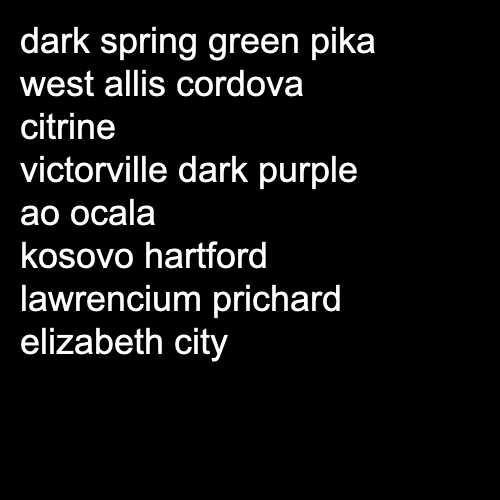 dark spring green pika
west allis cordova
citrine
victorville dark purple
ao ocala
kosovo hartford
lawrencium prichard
elizabeth city